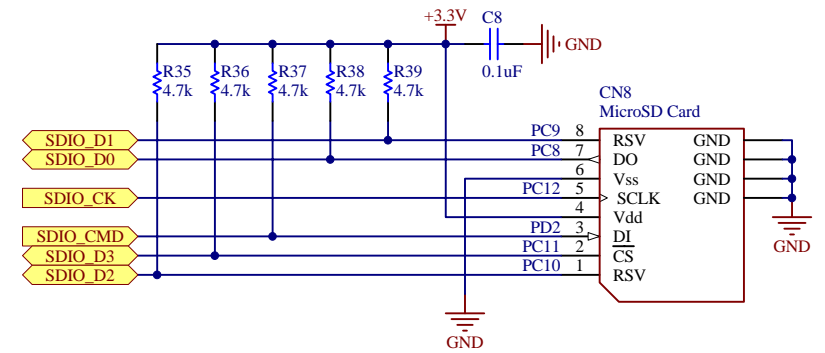 +3.3V
C8
GND
0.1uF
R35
4.7k
R36
4.7k
R37
4.7k
R38
4.7k
R39
4.7k
CN8
MicroSD Card
SDIO_D1
PC9
8
RSV
GND
SDIO_D0
PC8
7
DO
GND
6
Vss
GND
SDIO_CK
PC12
5
SCLK
GND
4
Vdd
SDIO_CMD
PD2
3
DI
SDIO_D3
PC11
2
CS
SDIO_D2
PC10
1
RSV
GND
GND